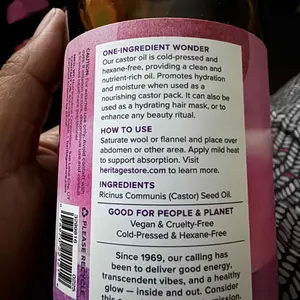 ONE-INGREDIENT WONDER
Our castor oil is cold-pressed and
hexane-free, providing a clean and
nutrient-rich oil. Promotes hydration
and moisture when used as a
nourishing castor pack. It can also be
used as a hydrating hair mask, or to
enhance any beauty ritual.
HOW TO USE
Saturate wool or flannel and place over
abdomen or other area. Apply mild heat
to support absorption. Visit
heritagestore.com to learn more.
INGREDIENTS
Ricinus Communis (Castor) Seed Oil.
GOOD FOR PEOPLE & PLANET
Vegan & Cruelty-Free
Cold-Pressed & Hexane-Free
Since 1969, our calling has
been to deliver good energy,
transcendent vibes, and a healthy
glow — inside and out. Consider
PLEASE RECYCLE